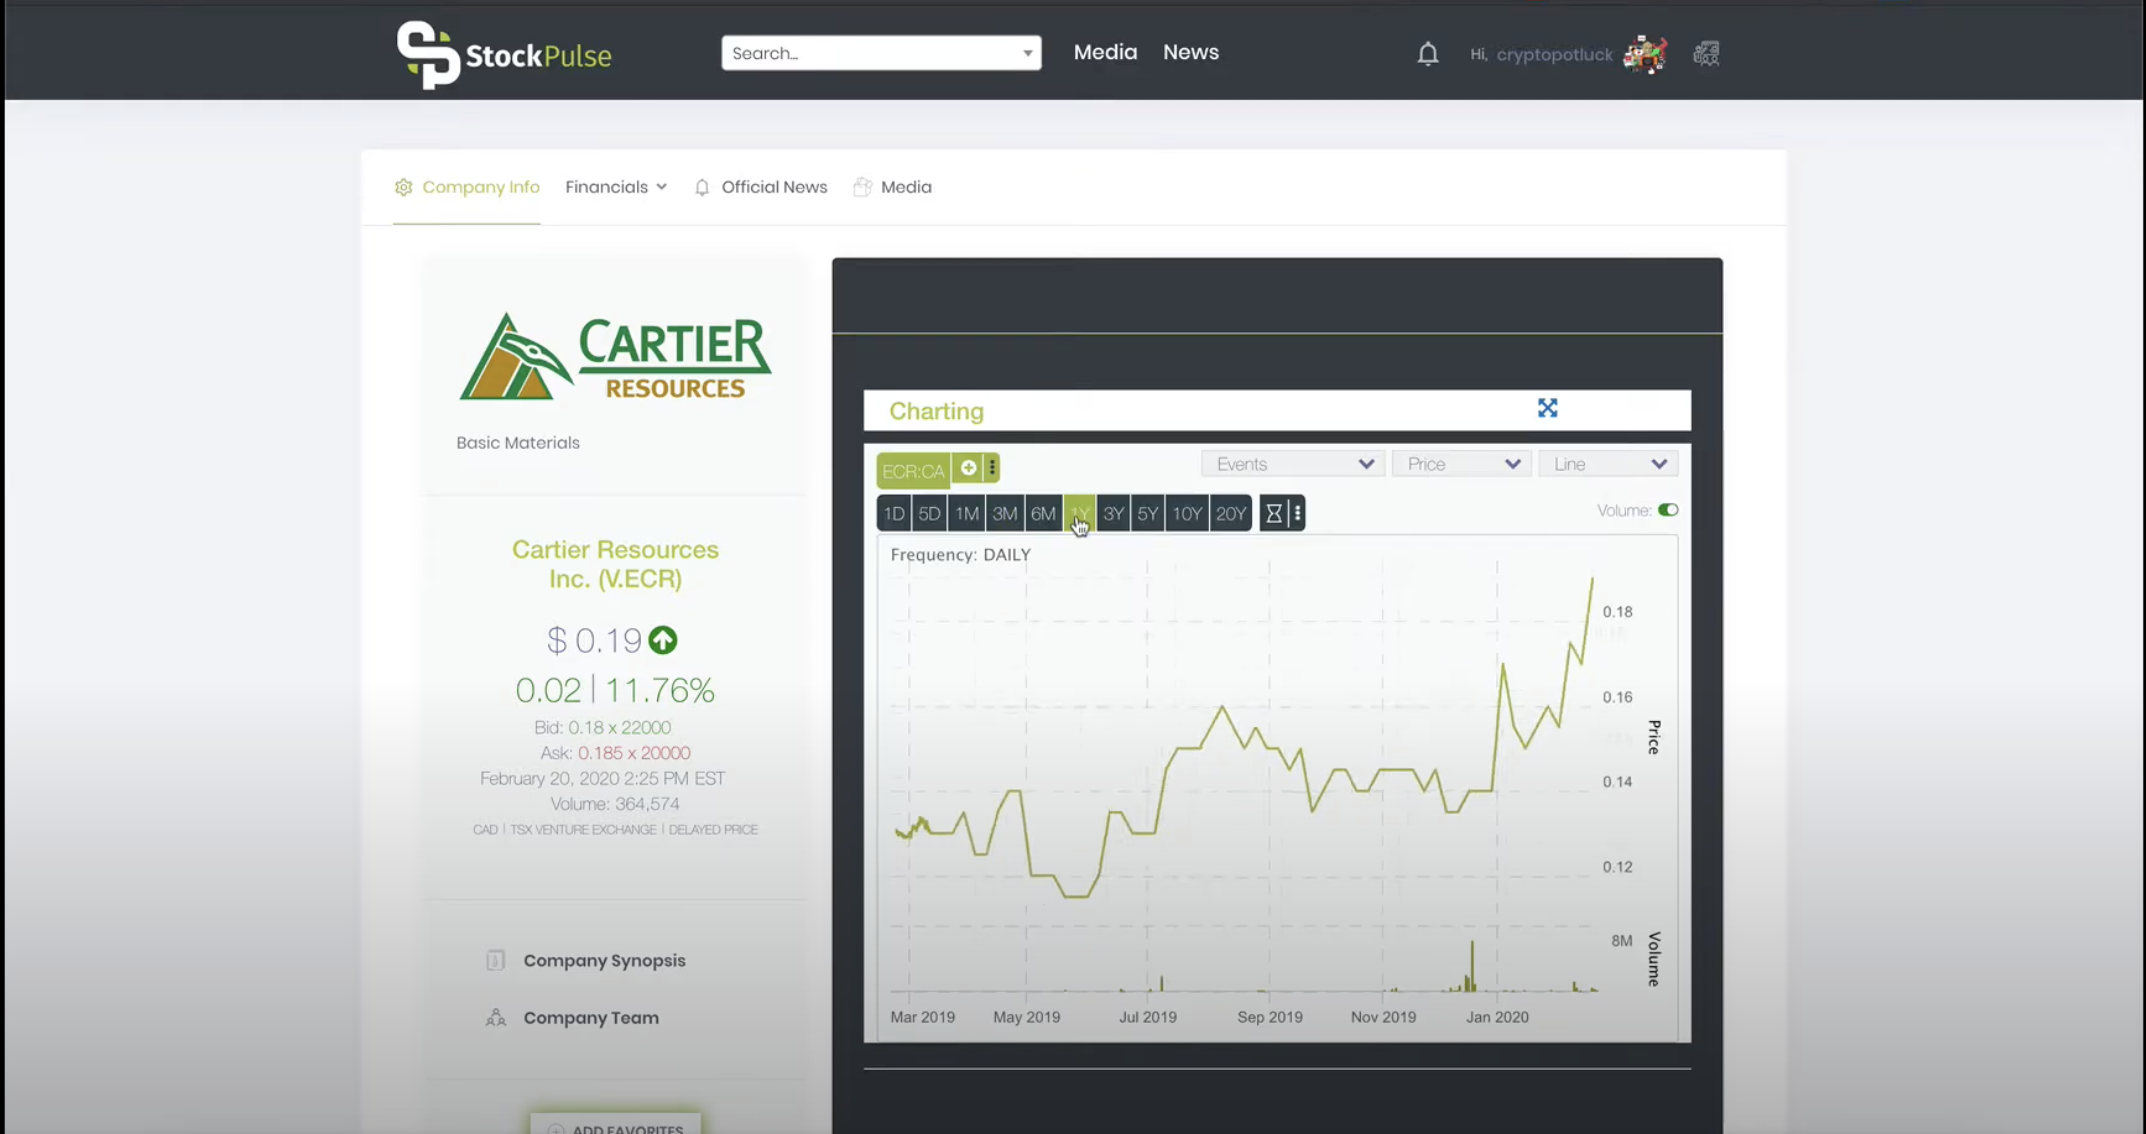 StockPulse
Search...
Media
News
Hi, cryptopotluck
Company Info
Financials
Official News
Media
CARTIER
RESOURCES
Basic Materials
Cartier Resources
Inc. (V.ECR)
$ 0.19
0.02 | 11.76%
Bid: 0.18 x 22000
Ask: 0.185 x 20000
February 20, 2020 2:25 PM EST
Volume: 364,574
CAD | TSX VENTURE EXCHANGE | DELAYED PRICE
Company Synopsis
Company Team
ADD FAVORITES
Charting
ECR:CA
Events
Price
Line
1D 5D 1M 3M 6M 1Y 3Y 5Y 10Y 20Y
Volume:
Frequency: DAILY
0.18
0.16
0.14
0.12
Price
8M
Volume
Mar 2019 May 2019 Jul 2019 Sep 2019 Nov 2019 Jan 2020